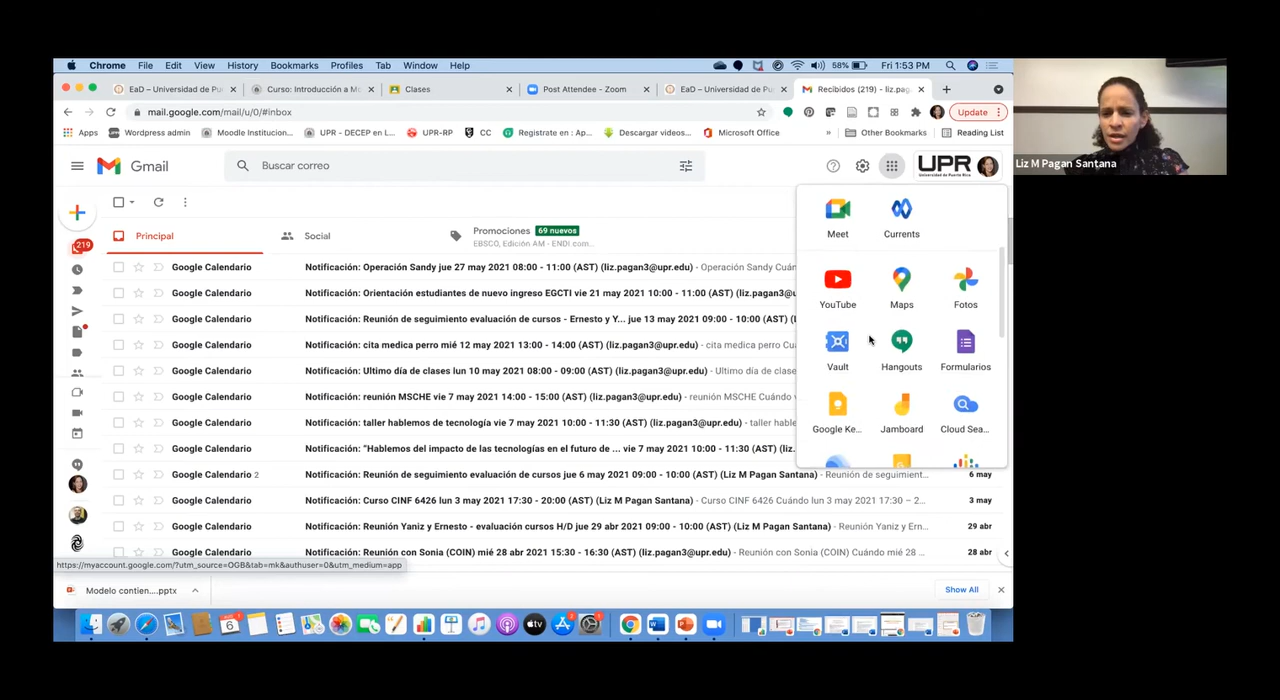 Chrome File Edit View History Bookmarks Profiles Tab Window Help 58% Fri 1:53 PM
EaD – Universidad de Pu Curso: Introducción a Mo Clases Post Attendee - Zoom EaD – Universidad de Pu Recibidos (219) - liz.pag
mail.google.com/mail/u/0/#inbox Update
Apps Wordpress admin Moodle Institucion... UPR - DECEP en L... UPR-RP CC Registrate en : Ap... Descargar videos... Microsoft Office » Other Bookmarks Reading List
Liz M Pagan Santana
Gmail Buscar correo UPR
Universidad de Puerto Rico
219
Principal Social Promociones 69 nuevos
EBSCO, Edición AM - ENDI com...
Google Calendario Notificación: Operación Sandy jue 27 may 2021 08:00 - 11:00 (AST) (liz.pagan3@upr.edu) - Operación Sandy
Google Calendario Notificación: Orientación estudiantes de nuevo ingreso EGCTI vie 21 may 2021 10:00 - 11:00 (AST) (liz.pagan3@
Google Calendario Notificación: Reunión de seguimiento evaluación de cursos - Ernesto y Y... jue 13 may 2021 09:00 - 10:00 (AST)
Google Calendario Notificación: cita medica perro mié 12 may 2021 13:00 - 14:00 (AST) (liz.pagan3@upr.edu) - cita medica perro
Google Calendario Notificación: Ultimo día de clases lun 10 may 2021 08:00 - 09:00 (AST) (liz.pagan3@upr.edu) - Ultimo día de clases
Google Calendario Notificación: reunión MSCHE vie 7 may 2021 14:00 - 15:00 (AST) (liz.pagan3@upr.edu) - reunión MSCHE Cuándo
Google Calendario Notificación: taller hablemos de tecnología vie 7 may 2021 10:00 - 11:30 (AST) (liz.pagan3@upr.edu) - taller
Google Calendario Notificación: "Hablemos del impacto de las tecnologías en el futuro de ... vie 7 may 2021 10:00 - 11:30 (AST)
Google Calendario 2 Notificación: Reunión de seguimiento evaluación de cursos jue 6 may 2021 09:00 - 10:00 (AST) (Liz M Pagan Santana) - Reunión de seguimient... 6 may
Google Calendario Notificación: Curso CINF 6426 lun 3 may 2021 17:30 - 20:00 (AST) (Liz M Pagan Santana) - Curso CINF 6426 Cuándo lun 3 may 2021 17:30 – 2... 3 may
Google Calendario Notificación: Reunión Yaniz y Ernesto - evaluación cursos H/D jue 29 abr 2021 09:00 - 10:00 (AST) (Liz M Pagan Santana) - Reunión Yaniz y Ern... 29 abr
Google Calendario Notificación: Reunión con Sonia (COIN) mié 28 abr 2021 15:30 - 16:30 (AST) (liz.pagan3@upr.edu) - Reunión con Sonia (COIN) Cuándo mié 28 ... 28 abr
Meet Currents
YouTube Maps Fotos
Vault Hangouts Formularios
Google Ke... Jamboard Cloud Sea...
https://myaccount.google.com/?utm_source=OGB&tab=mk&authuser=0&utm_medium=app
Modelo contien....pptx Show All
6 tv